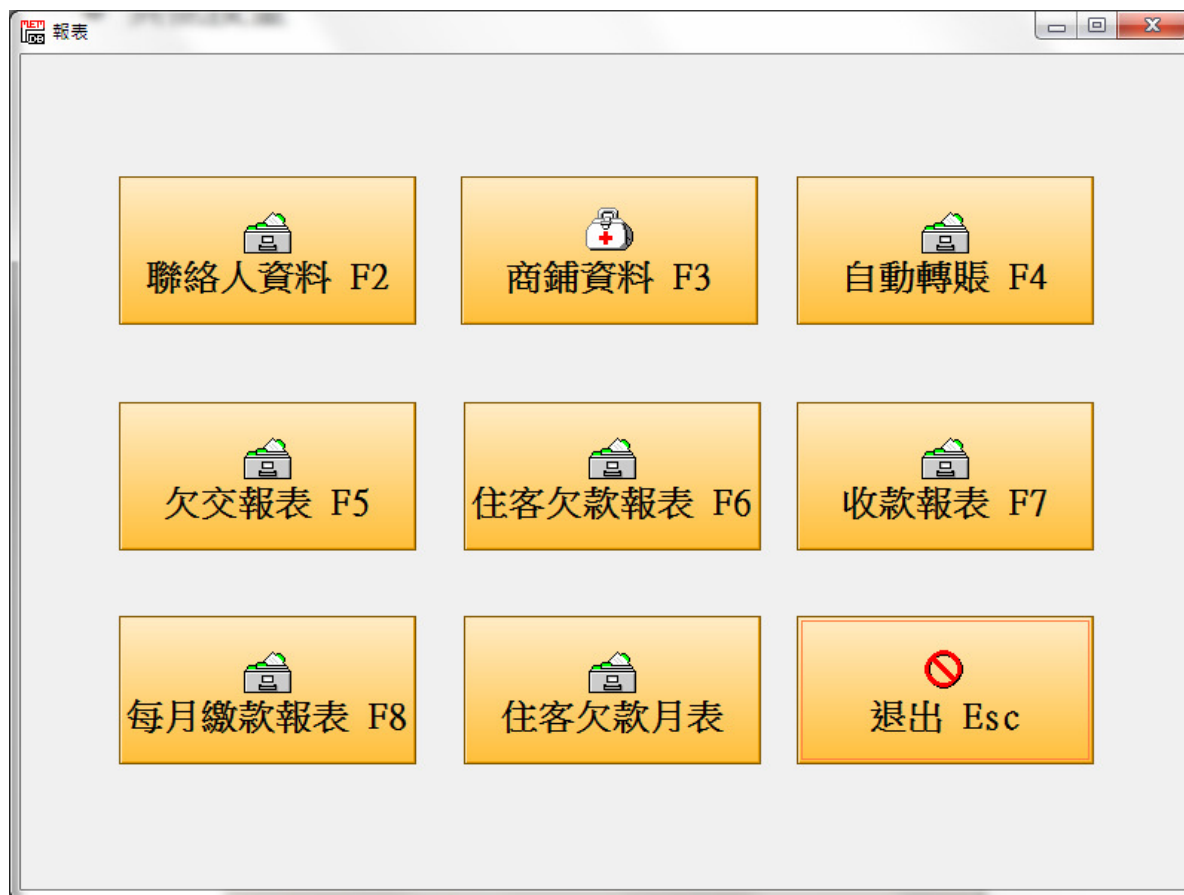 報表
聯絡人資料 F2
商鋪資料 F3
自動轉賬 F4
欠交報表 F5
住客欠款報表 F6
收款報表 F7
每月繳款報表 F8
住客欠款月表
退出 Esc